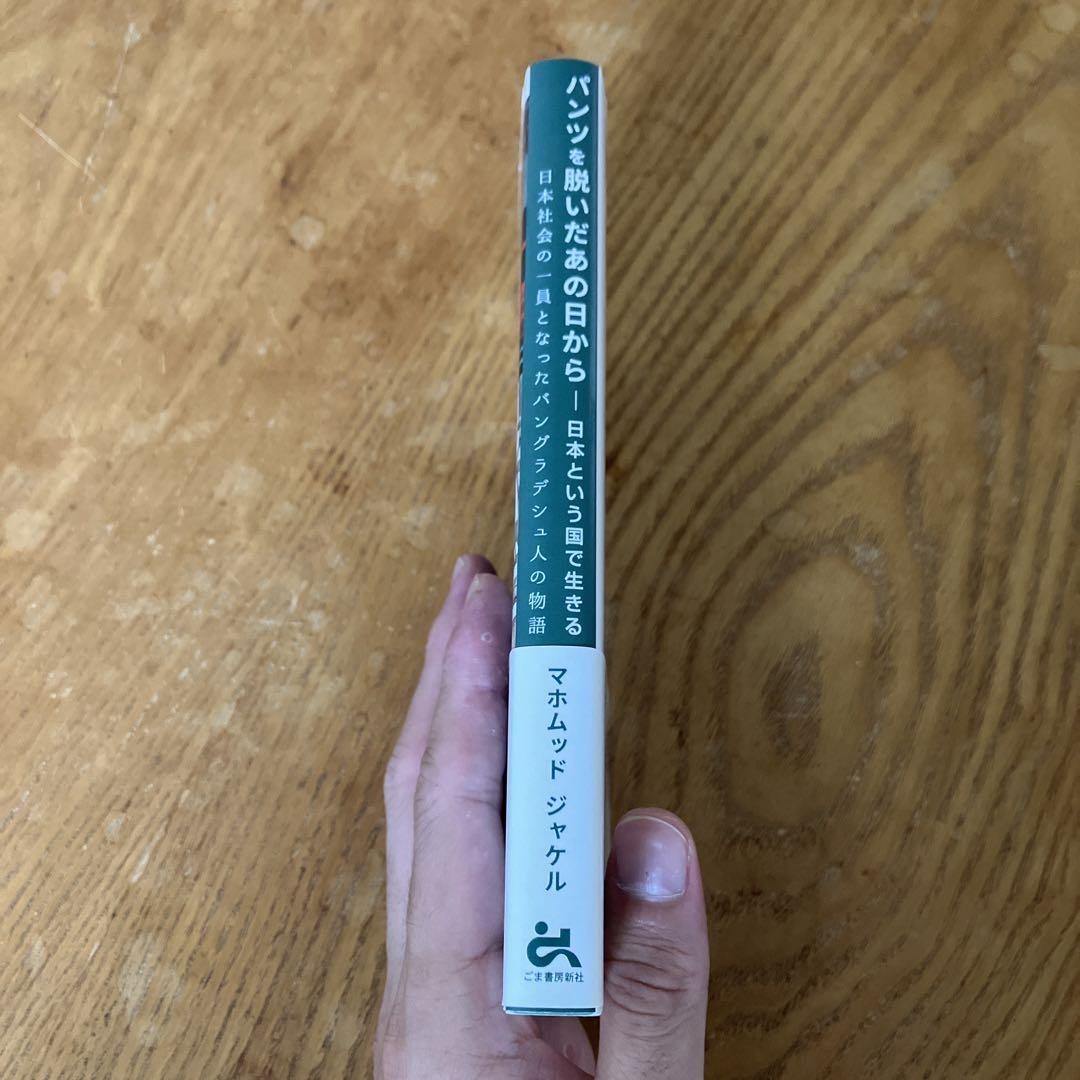 パンツを脱いだあの日から―日本という国で生きる
日本社会の一員となったバングラデシュ人の物語
マホムッド ジャケル
ごま書房新社